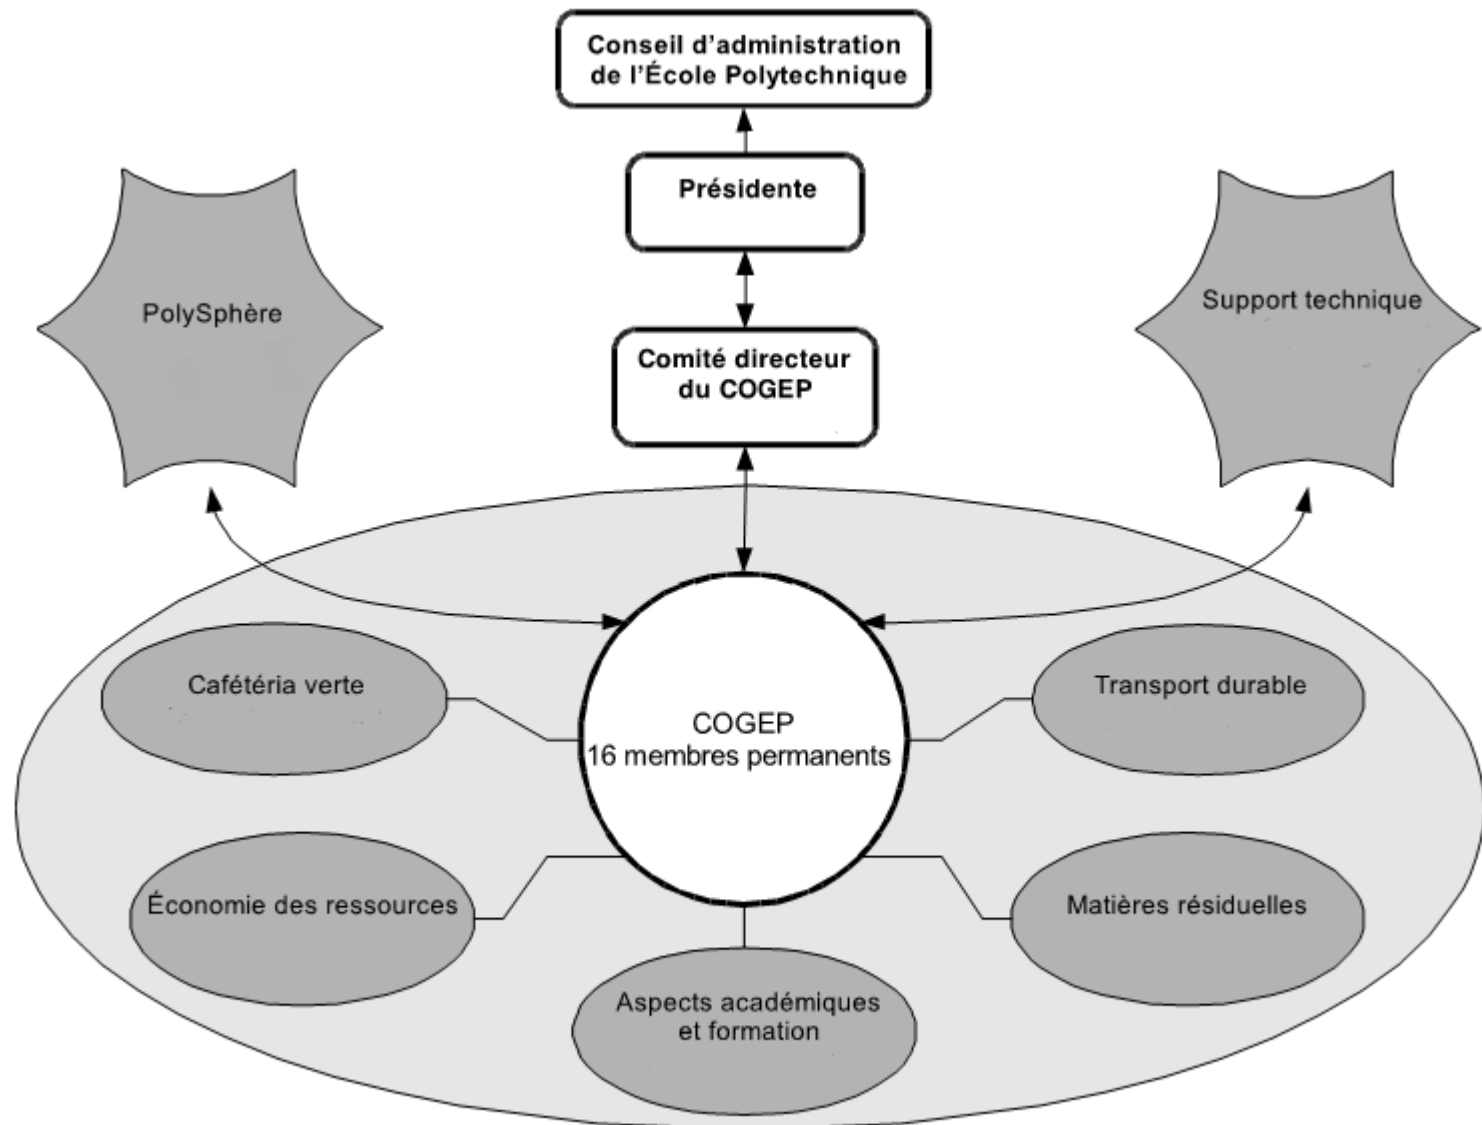 Conseil d'administration
de l'École Polytechnique
Présidente
PolySphère
Support technique
Comité directeur
du COGEP
Cafétéria verte
Transport durable
COGEP
16 membres permanents
Économie des ressources
Matières résiduelles
Aspects académiques
et formation